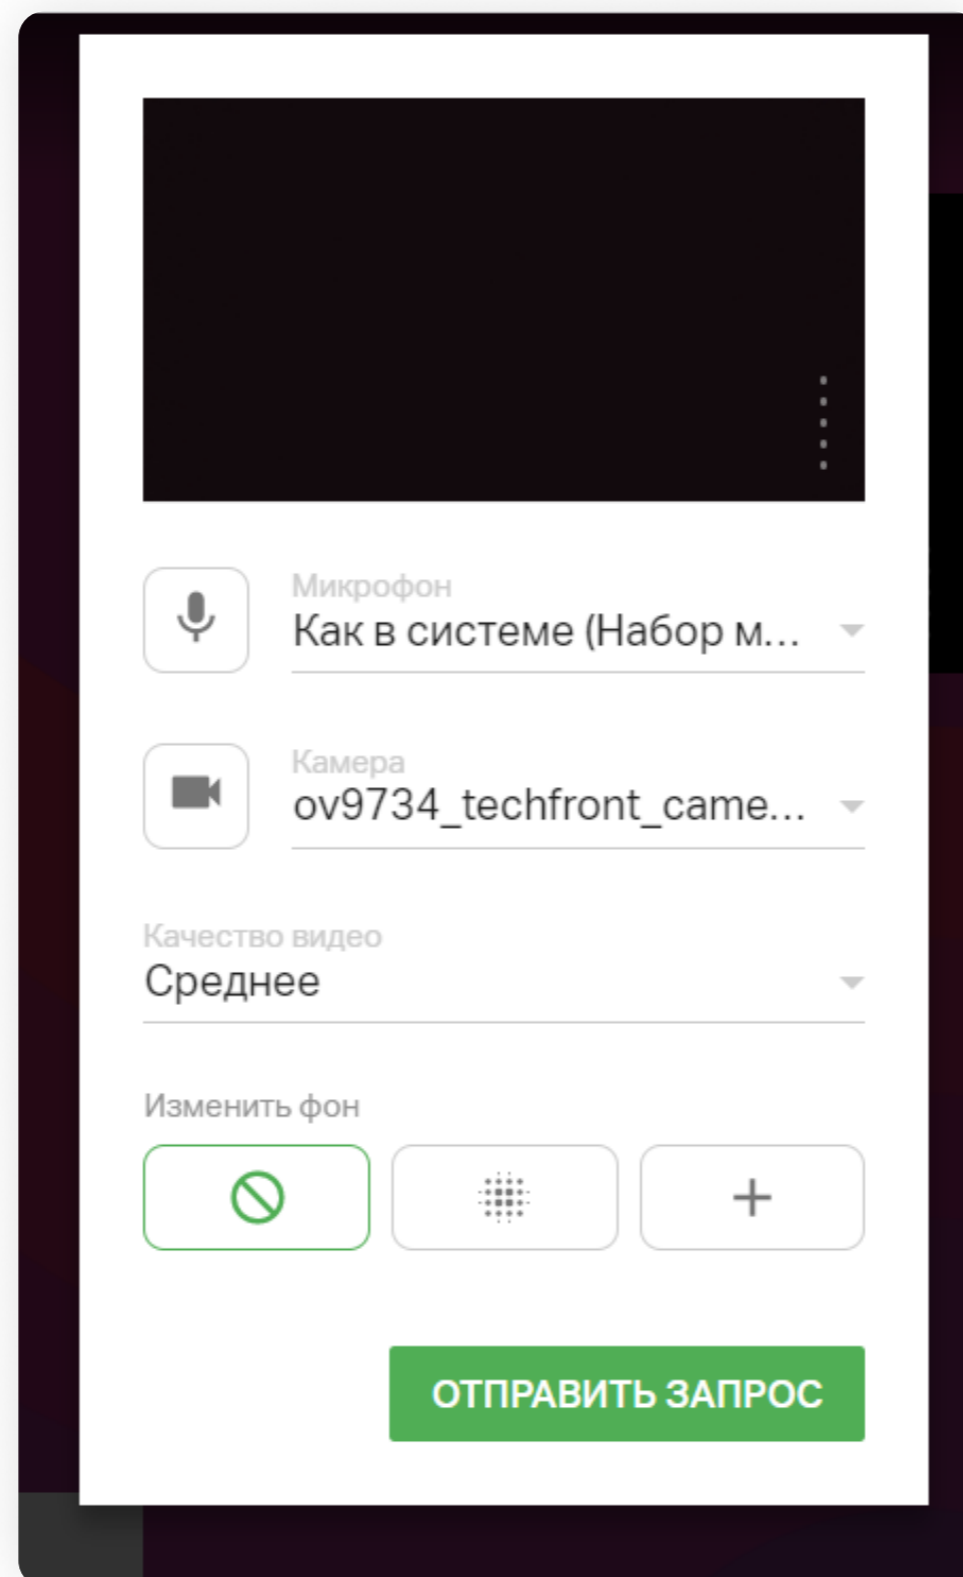 Микрофон
Как в системе (Набор м...
Камера
ov9734_techfront_came...
Качество видео
Среднее
Изменить фон
ОТПРАВИТЬ ЗАПРОС